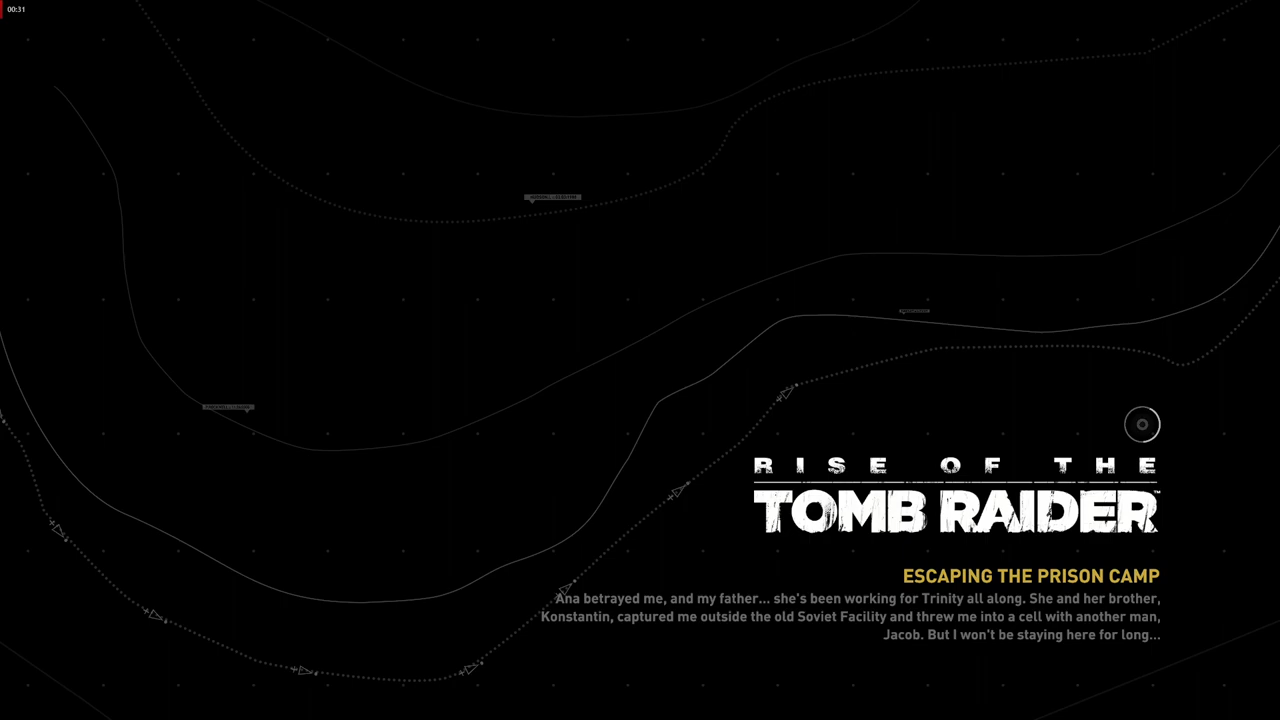 00:31
RISE OF THE
TOMB RAIDER™
ESCAPING THE PRISON CAMP
Ana betrayed me, and my father... she's been working for Trinity all along. She and her brother,
Konstantin, captured me outside the old Soviet Facility and threw me into a cell with another man,
Jacob. But I won't be staying here for long...